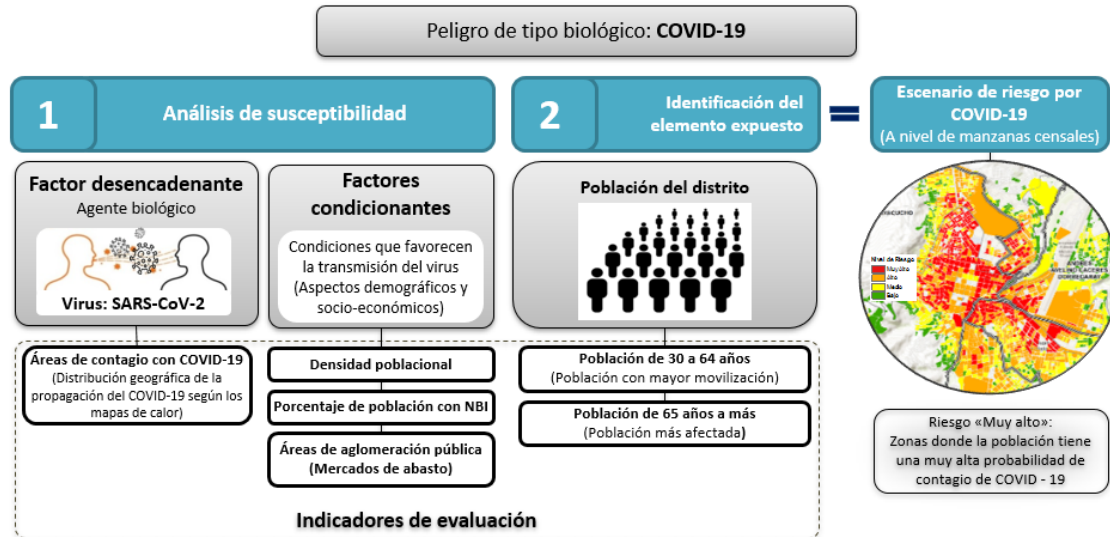 Peligro de tipo biológico: COVID-19
1
Análisis de susceptibilidad
2
Identificación del
elemento expuesto
=
Escenario de riesgo por
COVID-19
(A nivel de manzanas censales)
Factor desencadenante
Agente biológico
Virus: SARS-CoV-2
Factores
condicionantes
Condiciones que favorecen
la transmisión del virus
(Aspectos demográficos y
socio-económicos)
Población del distrito
Nivel de Riesgo
Muy alto
Alto
Medio
Bajo
Áreas de contagio con COVID-19
(Distribución geográfica de la
propagación del COVID-19 según los
mapas de calor)
Densidad poblacional
Porcentaje de población con NBI
Áreas de aglomeración pública
(Mercados de abasto)
Población de 30 a 64 años
(Población con mayor movilización)
Población de 65 años a más
(Población más afectada)
Riesgo «Muy alto»:
Zonas donde la población tiene
una muy alta probabilidad de
contagio de COVID - 19
Indicadores de evaluación